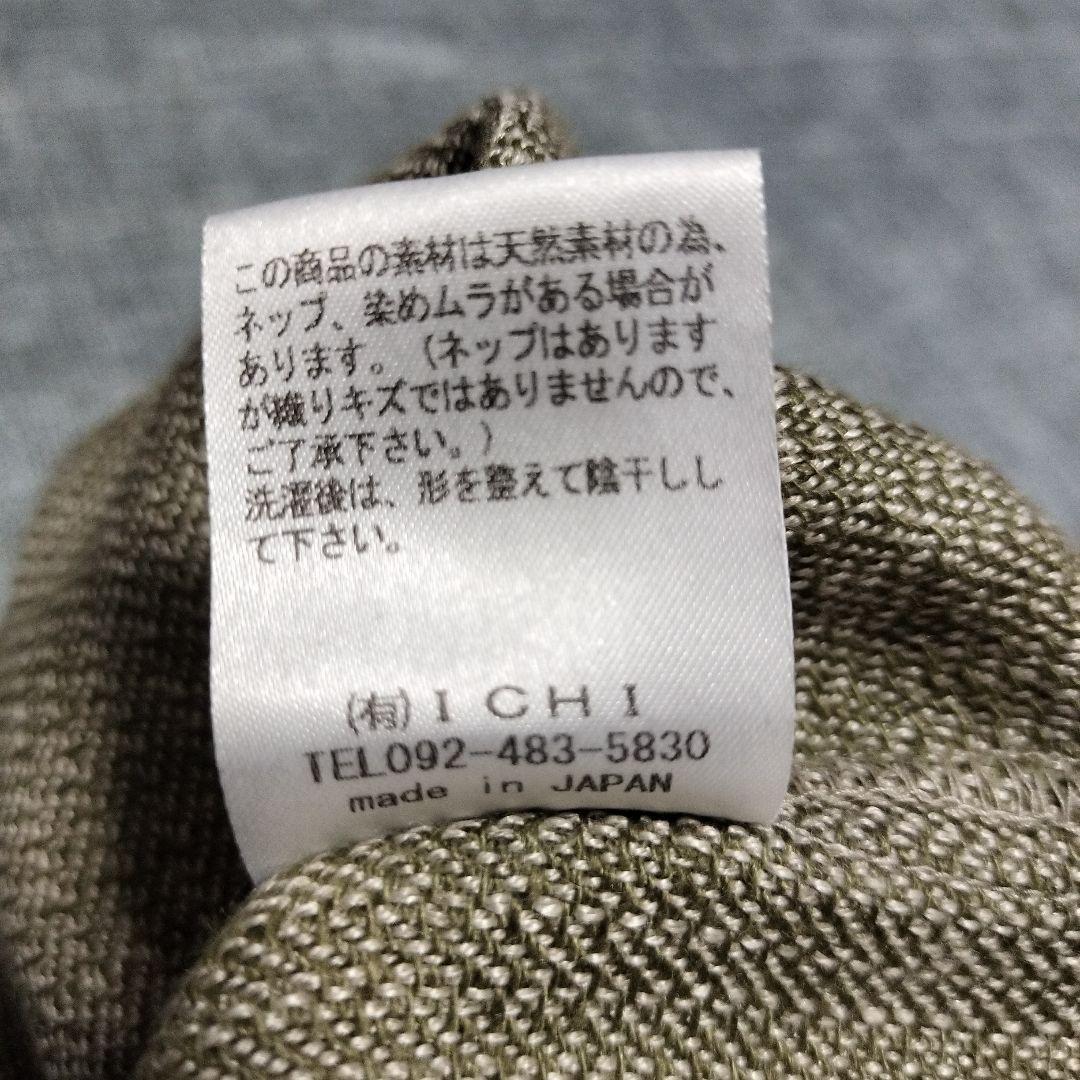 この商品の素材は天然素材の為、
ネップ、染めムラがある場合が
あります。（ネップはあります
が織りキズではありませんので、
ご了承下さい。）
洗濯後は、形を整えて陰干しし
て下さい。
(有)ICHI
TEL092-483-5830
made in JAPAN